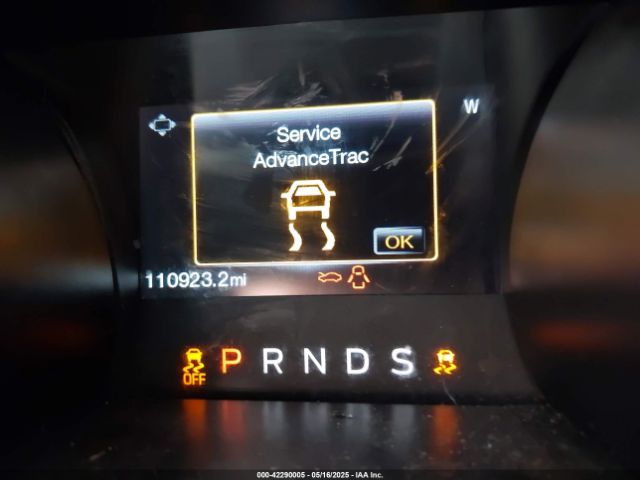 W
Service
AdvanceTrac
OK
110923.2mi
P R N D S
OFF
000-42290005 - 05/16/2025 - IAA Inc.